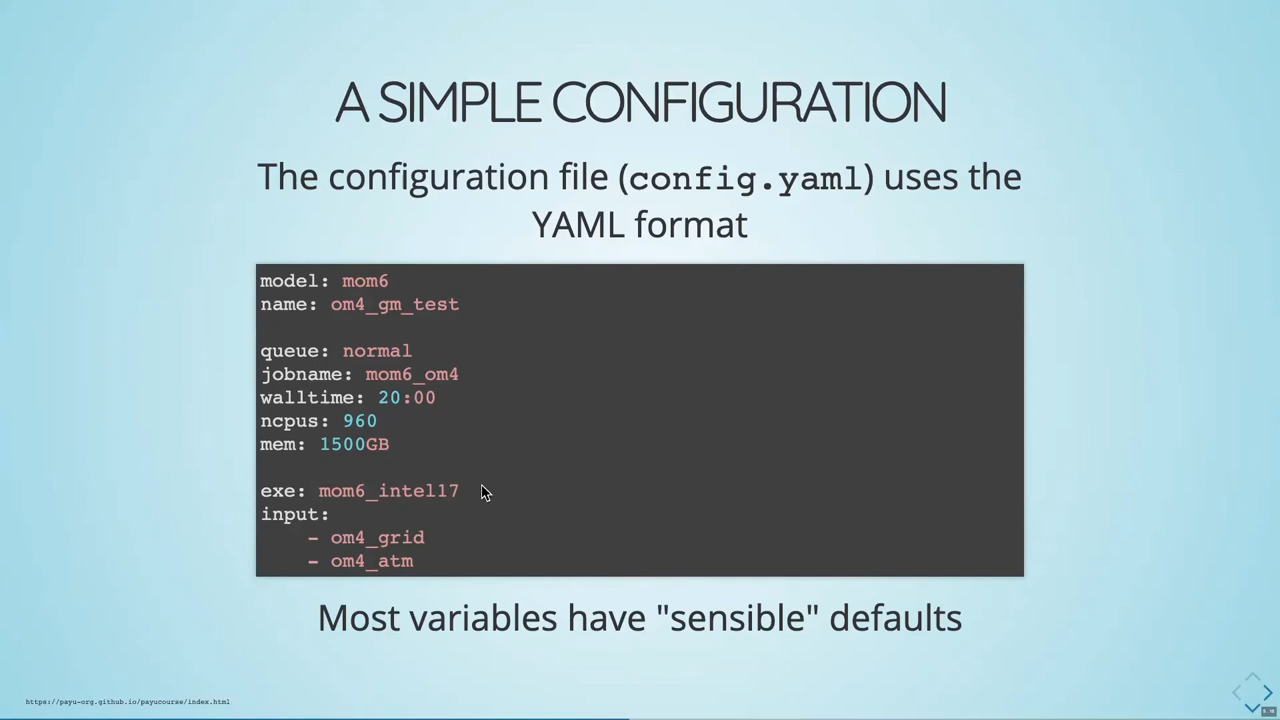 A SIMPLE CONFIGURATION
The configuration file (config.yaml) uses the
YAML format
model: mom6
name: om4_gm_test
queue: normal
jobname: mom6_om4
walltime: 20:00
ncpus: 960
mem: 1500GB
exe: mom6_intel17
input:
    - om4_grid
    - om4_atm
Most variables have "sensible" defaults
https://payu-org.github.io/payucourse/index.html